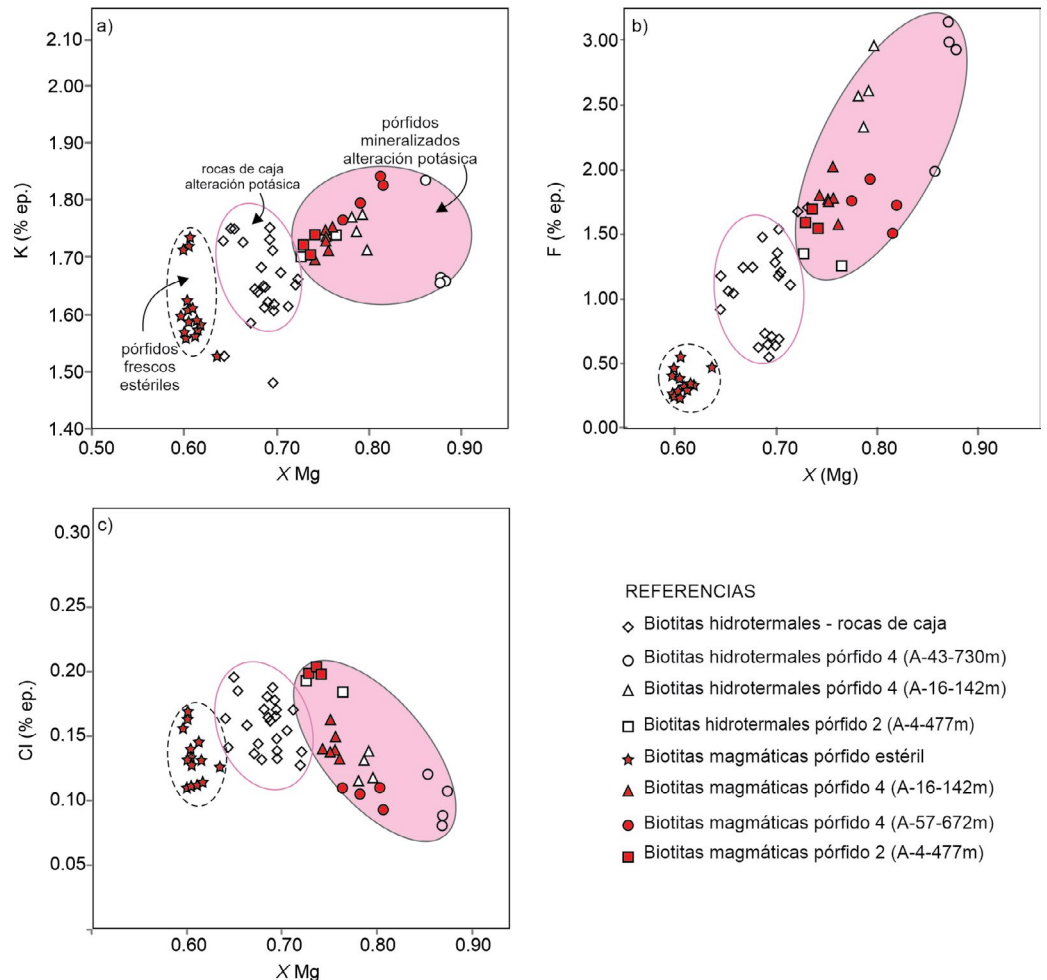 a)
2.10
2.00
1.90
1.80
1.70
1.60
1.50
1.40
K (% ep.)
0.50
0.60
0.70
0.80
0.90
X Mg
rocas de caja
alteración potásica
pórfidos
mineralizados
alteración potásica
pórfidos
frescos
estériles
b)
3.00
2.50
2.00
1.50
1.00
0.50
0.00
F (% ep.)
0.60
0.70
0.80
0.90
X (Mg)
c)
0.30
0.25
0.20
0.15
0.10
0.05
Cl (% ep.)
0.60
0.70
0.80
0.90
X Mg
REFERENCIAS
Biotitas hidrotermales - rocas de caja
Biotitas hidrotermales pórfido 4 (A-43-730m)
Biotitas hidrotermales pórfido 4 (A-16-142m)
Biotitas hidrotermales pórfido 2 (A-4-477m)
Biotitas magmáticas pórfido estéril
Biotitas magmáticas pórfido 4 (A-16-142m)
Biotitas magmáticas pórfido 4 (A-57-672m)
Biotitas magmáticas pórfido 2 (A-4-477m)